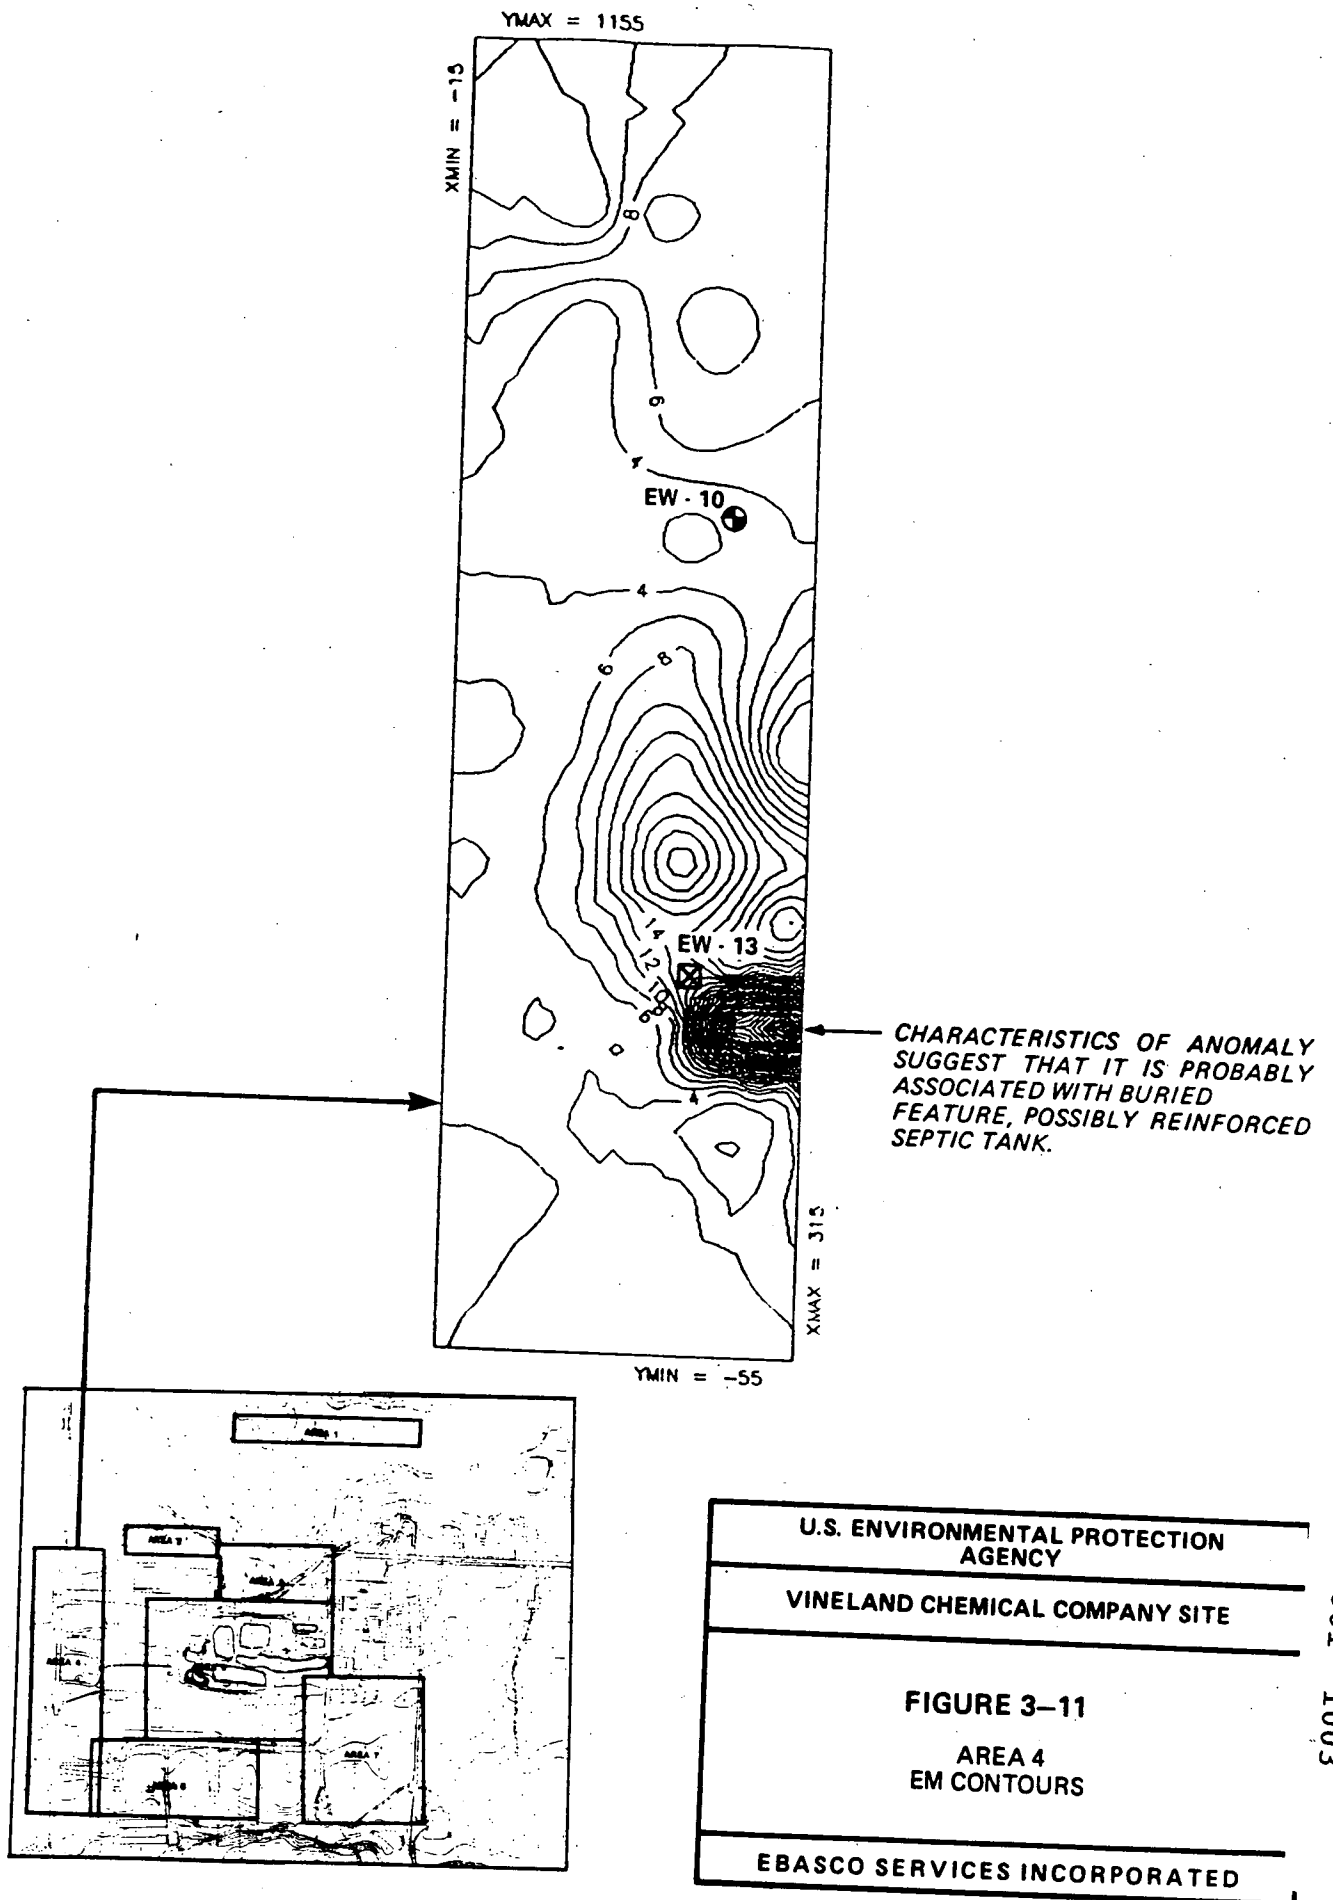 YMAX = 1155
XMIN = -15
8
6
4
EW - 10
4
6
8
14
EW - 13
12
10
8
6
CHARACTERISTICS OF ANOMALY
SUGGEST THAT IT IS PROBABLY
ASSOCIATED WITH BURIED
FEATURE, POSSIBLY REINFORCED
SEPTIC TANK.
4
XMAX = 315
YMIN = -55
AREA 1
AREA 4
AREA 7
U.S. ENVIRONMENTAL PROTECTION
AGENCY
VINELAND CHEMICAL COMPANY SITE
FIGURE 3–11
AREA 4
EM CONTOURS
EBASCO SERVICES INCORPORATED
1003